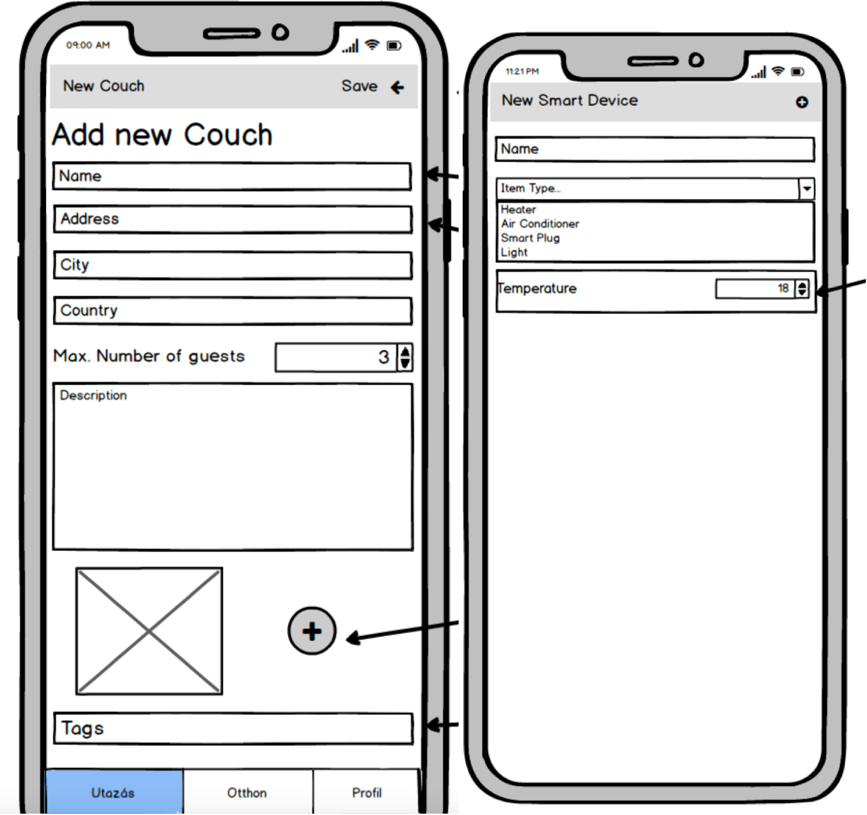 09:00 AM
New Couch Save
Add new Couch
Name
Address
City
Country
Max. Number of guests 3
Description
Tags
Utazás Otthon Profil
11:21 PM
New Smart Device
Name
Item Type...
Heater
Air Conditioner
Smart Plug
Light
Temperature 18